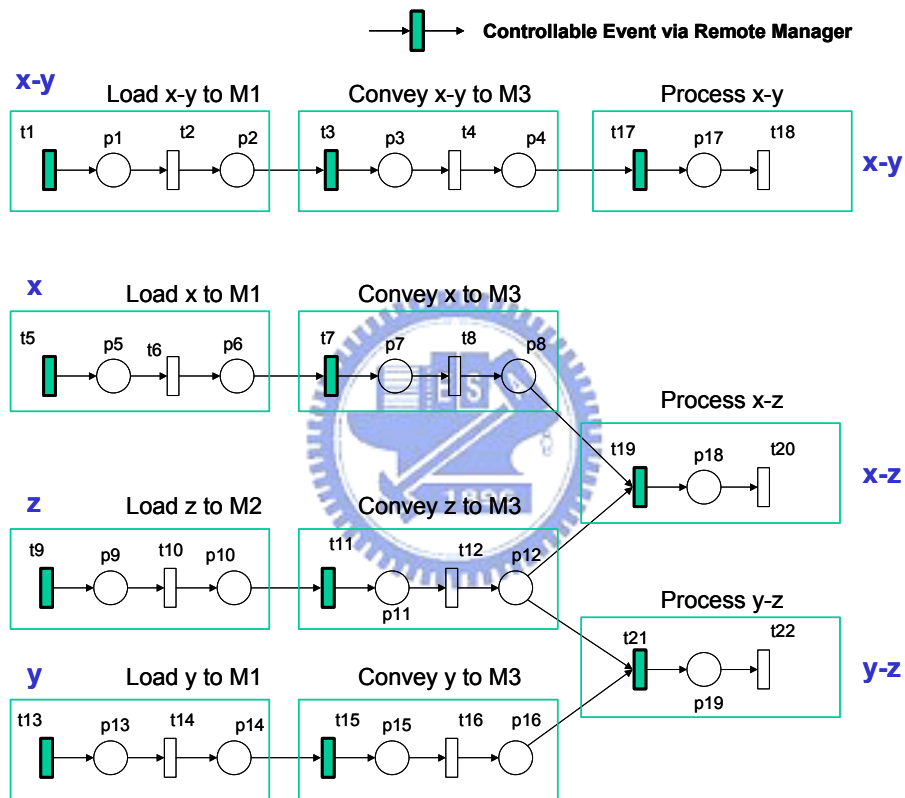 Controllable Event via Remote Manager
x-y
Load x-y to M1
Convey x-y to M3
Process x-y
t1 p1 t2 p2 t3 p3 t4 p4 t17 p17 t18
x-y
x
Load x to M1
Convey x to M3
t5 p5 t6 p6 t7 p7 t8 p8
Process x-z
t19 p18 t20
x-z
z
Load z to M2
Convey z to M3
t9 p9 t10 p10 t11 p11 t12 p12
Process y-z
t21 p19 t22
y-z
y
Load y to M1
Convey y to M3
t13 p13 t14 p14 t15 p15 t16 p16
ES
1896